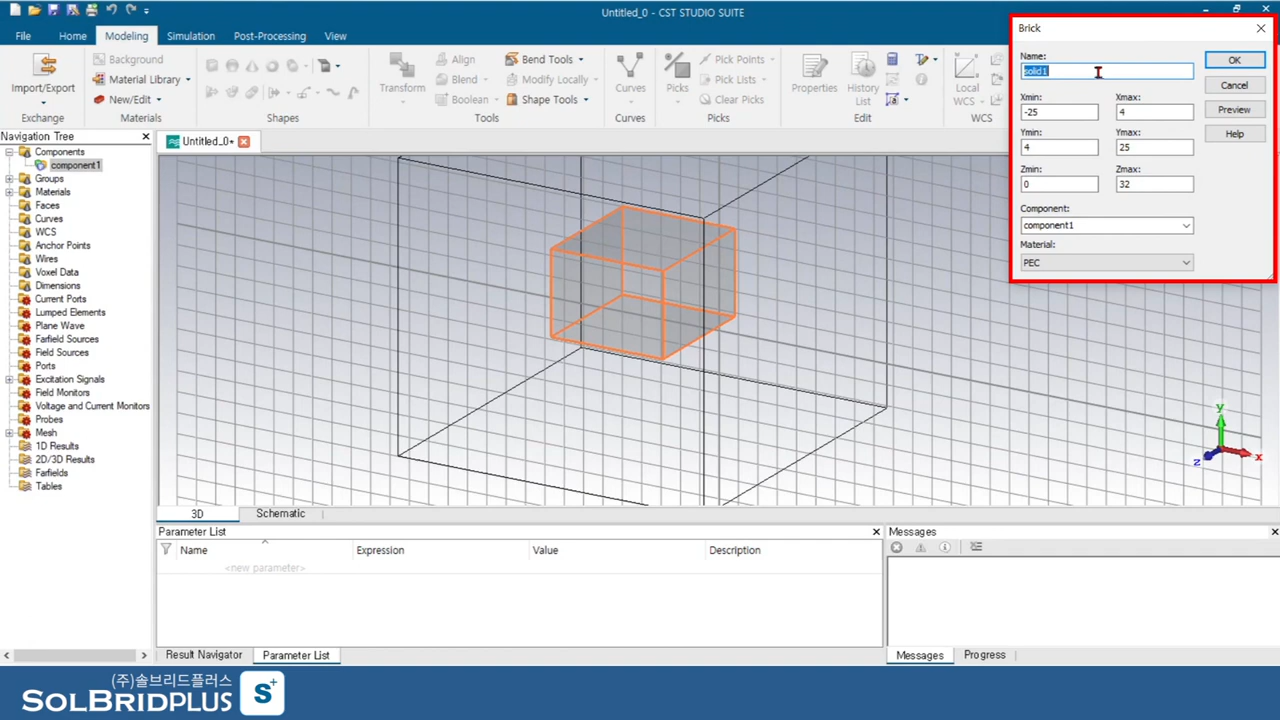 Untitled_0 - CST STUDIO SUITE
File
Home
Modeling
Simulation
Post-Processing
View
Import/Export
Exchange
Background
Material Library
New/Edit
Materials
Shapes
Transform
Align
Blend
Boolean
Bend Tools
Modify Locally
Shape Tools
Tools
Curves
Curves
Picks
Pick Points
Pick Lists
Clear Picks
Picks
Properties
History
List
Edit
Local
WCS
WCS
Navigation Tree
Components
component1
Groups
Materials
Faces
Curves
WCS
Anchor Points
Wires
Voxel Data
Dimensions
Current Ports
Lumped Elements
Plane Wave
Farfield Sources
Field Sources
Ports
Excitation Signals
Field Monitors
Voltage and Current Monitors
Probes
Mesh
1D Results
2D/3D Results
Farfields
Tables
Untitled_0*
Brick
Name:
solid1
OK
Cancel
Preview
Help
Xmin:
Xmax:
-25
4
Ymin:
Ymax:
4
25
Zmin:
Zmax:
0
32
Component:
component1
Material:
PEC
y
x
z
3D
Schematic
Parameter List
Name
Expression
Value
Description
<new parameter>
Result Navigator
Parameter List
Messages
Messages
Progress
(주)솔브리드플러스
SOLBRIDPLUS
S+